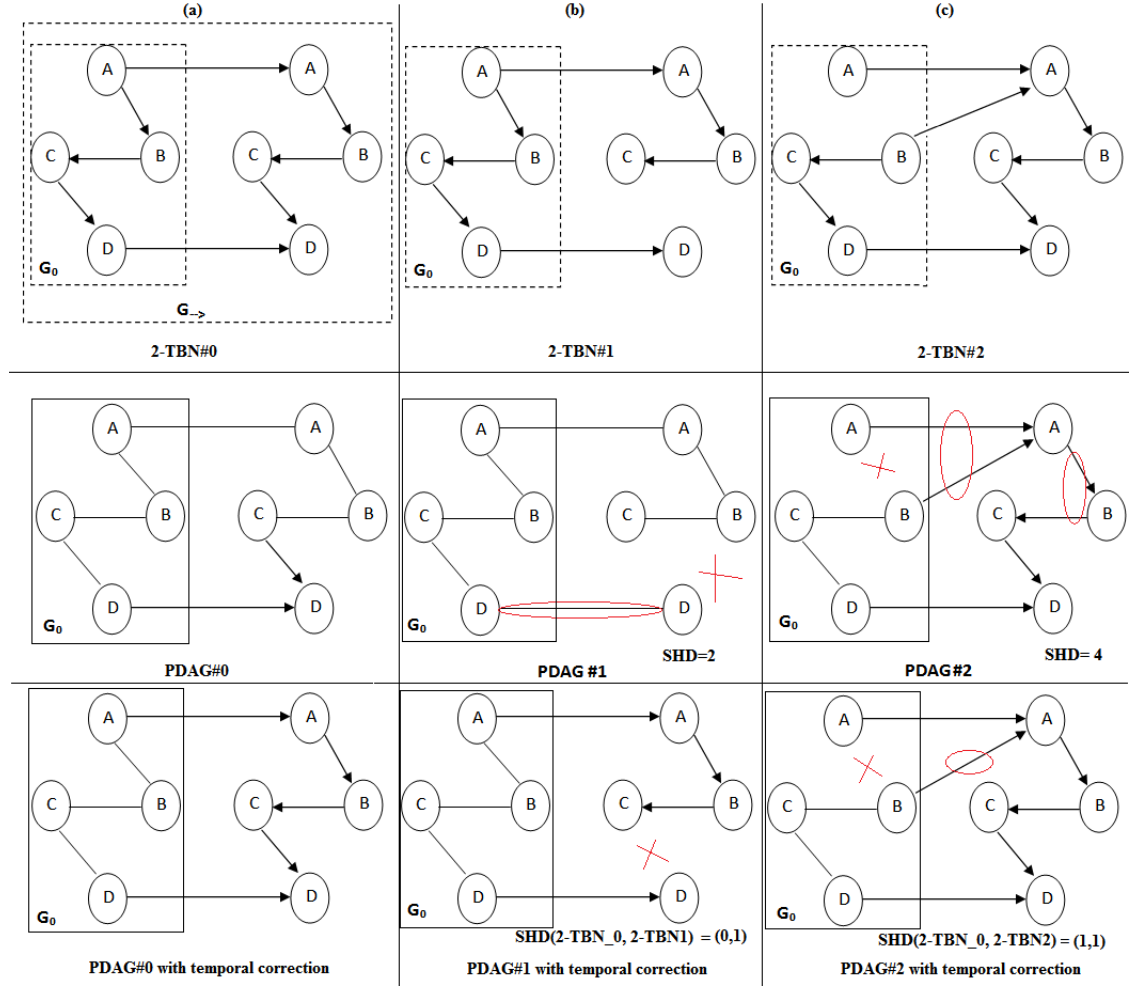 (a) (b) (c)
A A A A A A
C B C B C B C B C B C B
D D D D D D
G0 G0 G0
G-->
2-TBN#0 2-TBN#1 2-TBN#2
A A A A A A
C B C B C B C B C B C B
D D D D D D
G0 G0 G0
SHD=2 SHD= 4
PDAG#0 PDAG #1 PDAG#2
A A A A A A
C B C B C B C B C B C B
D D D D D D
G0 G0 G0
SHD(2-TBN_0, 2-TBN1) = (0,1) SHD(2-TBN_0, 2-TBN2) = (1,1)
PDAG#0 with temporal correction PDAG#1 with temporal correction PDAG#2 with temporal correction